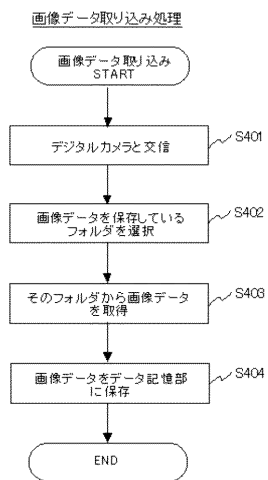 画像データ取り込み処理
画像データ取り込み
START
デジタルカメラと交信
S401
画像データを保存している
フォルダを選択
S402
そのフォルダから画像データ
を取得
S403
画像データをデータ記憶部
に保存
S404
END